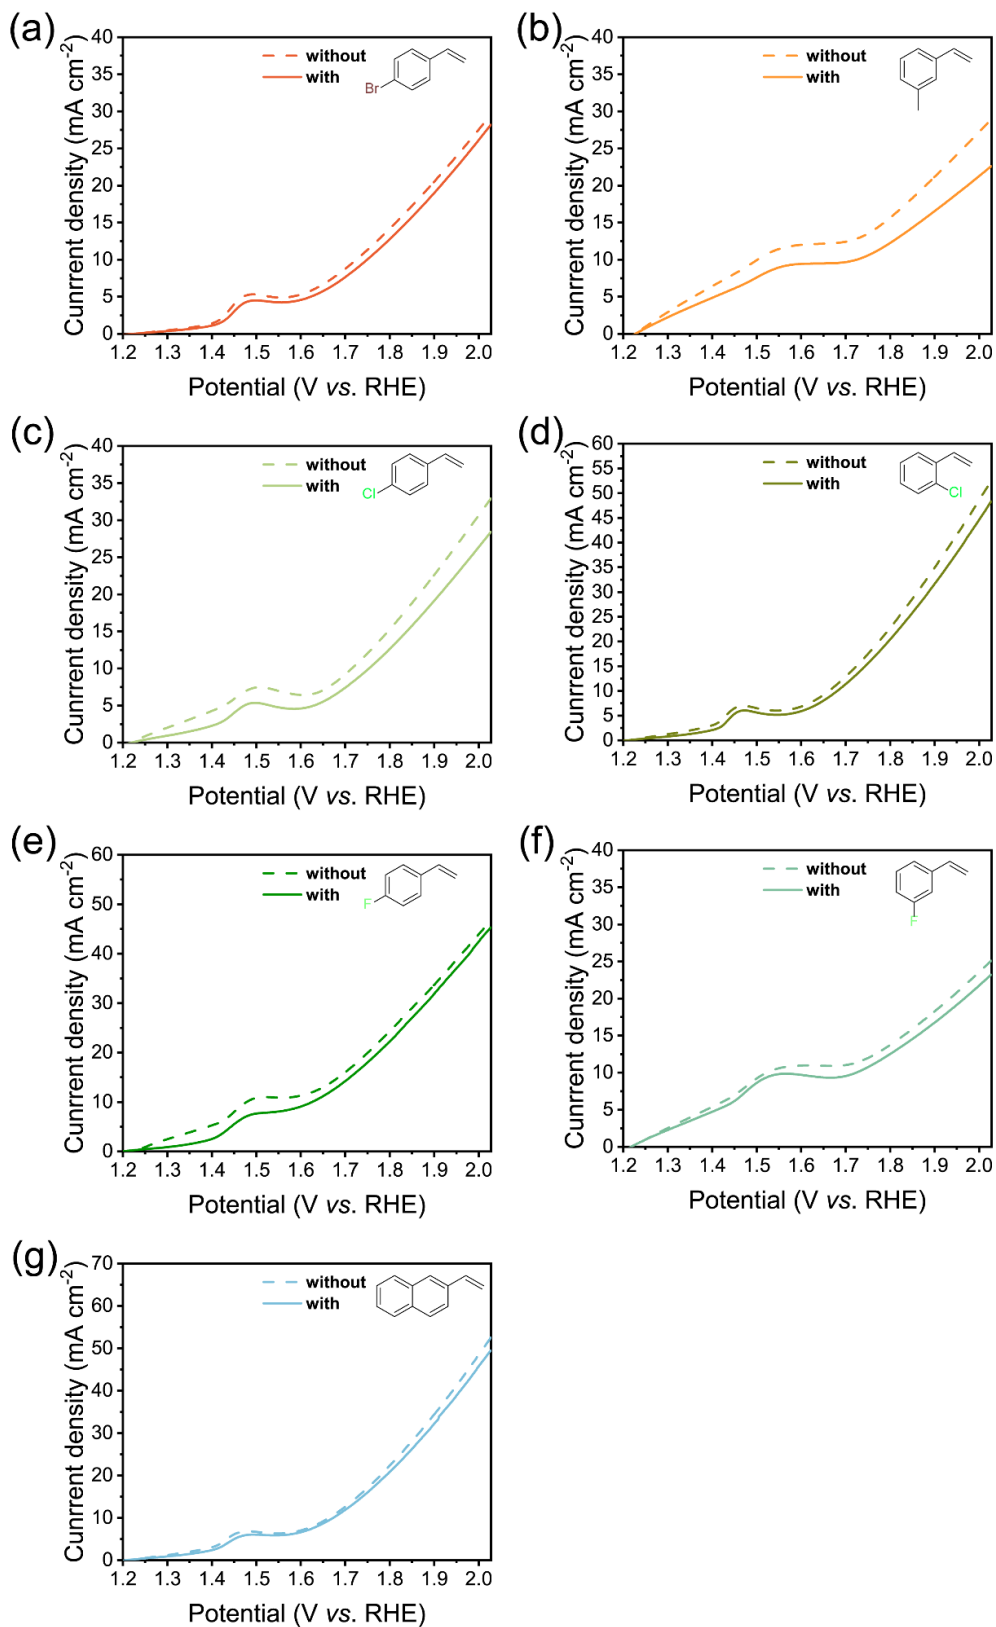 (a)
40
35
30
25
20
15
10
5
0
Cunrrent density (mA cm-2)
without
with
Br
1.2 1.3 1.4 1.5 1.6 1.7 1.8 1.9 2.0
Potential (V vs. RHE)
(b)
40
35
30
25
20
15
10
5
0
Cunrrent density (mA cm-2)
without
with
1.2 1.3 1.4 1.5 1.6 1.7 1.8 1.9 2.0
Potential (V vs. RHE)
(c)
40
35
30
25
20
15
10
5
0
Cunrrent density (mA cm-2)
without
with
Cl
1.2 1.3 1.4 1.5 1.6 1.7 1.8 1.9 2.0
Potential (V vs. RHE)
(d)
60
55
50
45
40
35
30
25
20
15
10
5
0
Cunrrent density (mA cm-2)
without
with
Cl
1.2 1.3 1.4 1.5 1.6 1.7 1.8 1.9 2.0
Potential (V vs. RHE)
(e)
60
50
40
30
20
10
0
Cunrrent density (mA cm-2)
without
with
F
1.2 1.3 1.4 1.5 1.6 1.7 1.8 1.9 2.0
Potential (V vs. RHE)
(f)
40
35
30
25
20
15
10
5
0
Cunrrent density (mA cm-2)
without
with
F
1.2 1.3 1.4 1.5 1.6 1.7 1.8 1.9 2.0
Potential (V vs. RHE)
(g)
70
60
50
40
30
20
10
0
Cunrrent density (mA cm-2)
without
with
1.2 1.3 1.4 1.5 1.6 1.7 1.8 1.9 2.0
Potential (V vs. RHE)